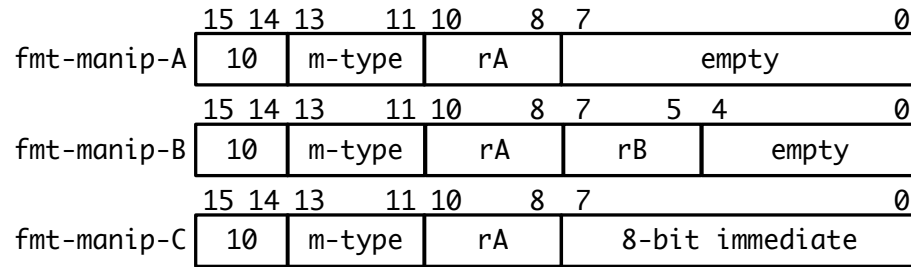 15 14 13 11 10 8 7 0
fmt-manip-A 10 m-type rA empty
15 14 13 11 10 8 7 5 4 0
fmt-manip-B 10 m-type rA rB empty
15 14 13 11 10 8 7 0
fmt-manip-C 10 m-type rA 8-bit immediate